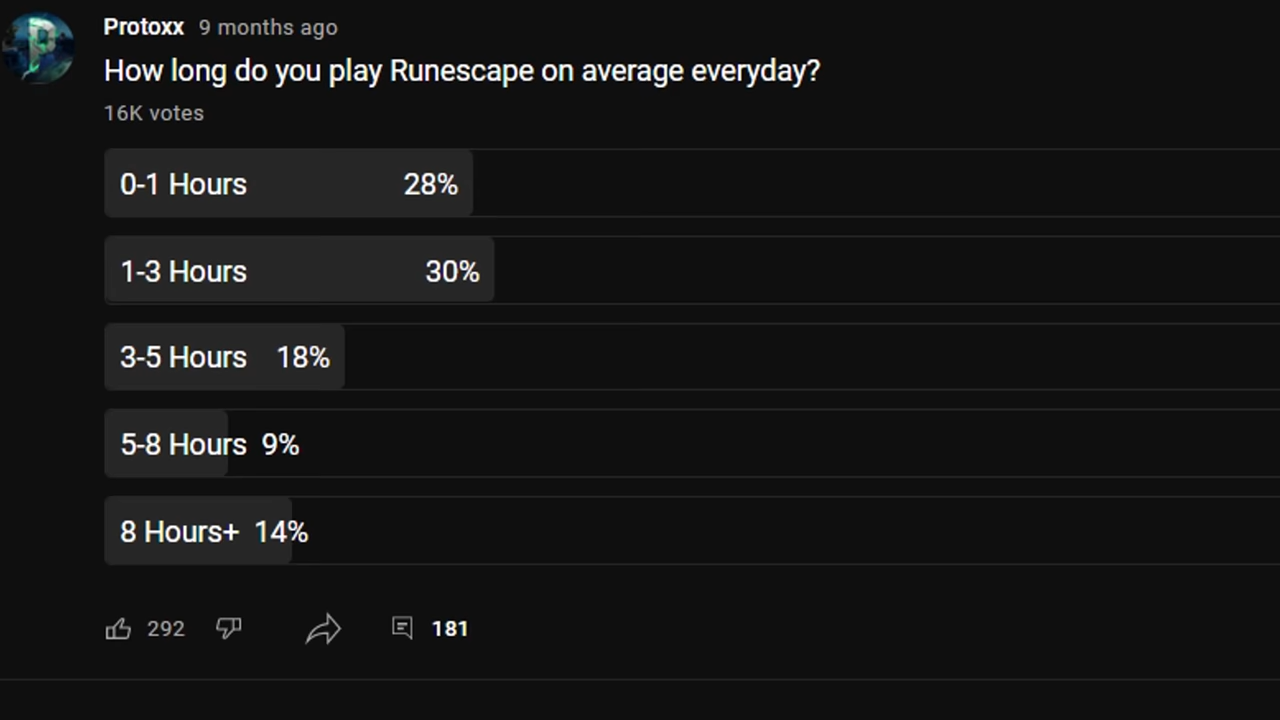 Protoxx 9 months ago
How long do you play Runescape on average everyday?
16K votes
0-1 Hours 28%
1-3 Hours 30%
3-5 Hours 18%
5-8 Hours 9%
8 Hours+ 14%
292 181